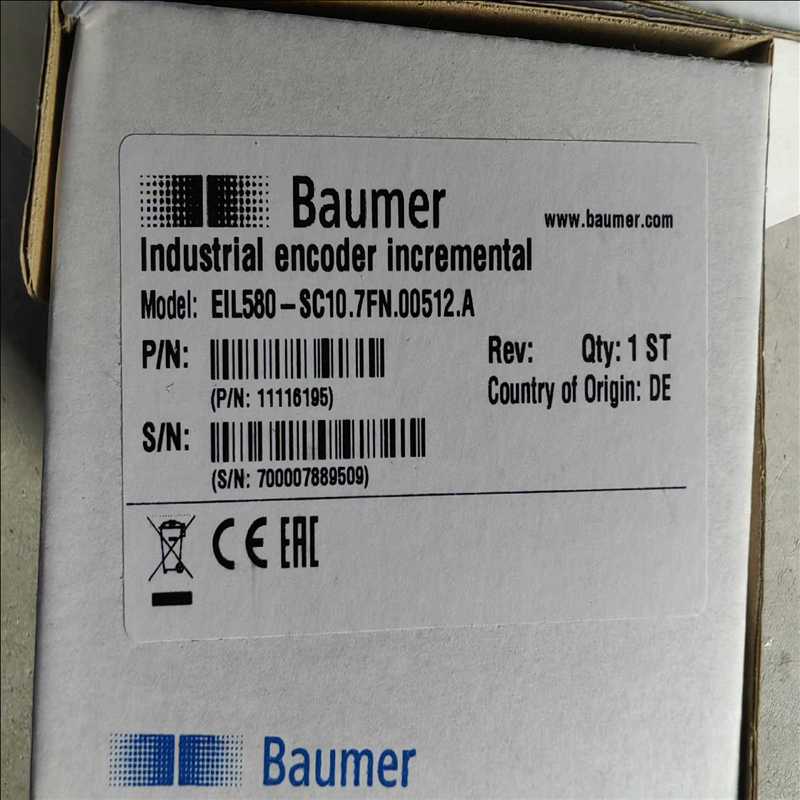 Baumer
www.baumer.com
Industrial encoder incremental
Model: EIL580-SC10.7FN.00512.A
P/N:
(P/N: 11116195)
Rev: Qty: 1 ST
Country of Origin: DE
S/N:
(S/N: 700007889509)
CE EAC
Baumer